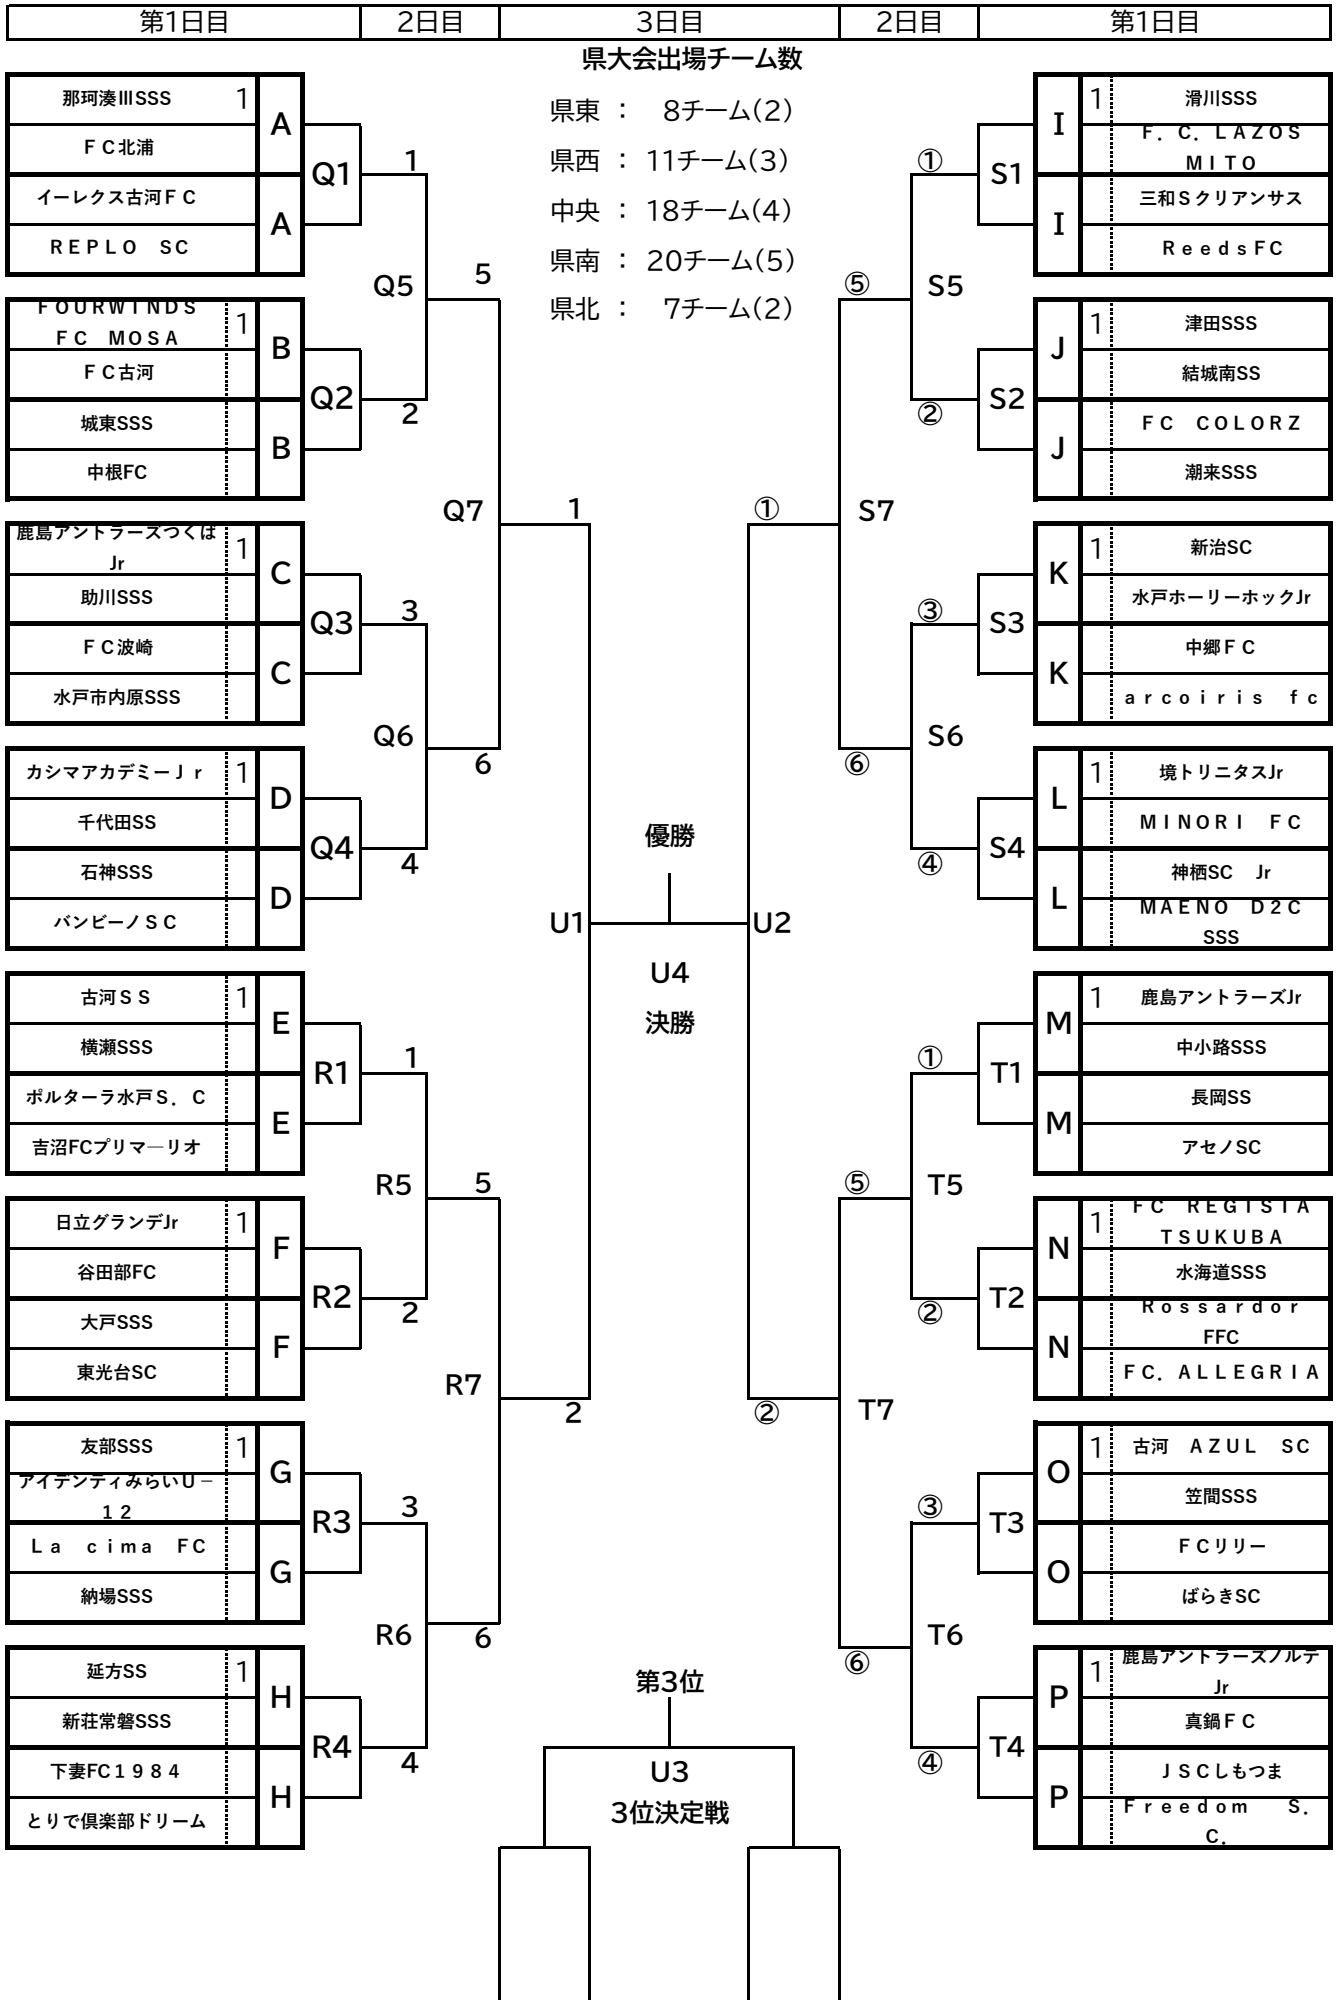 第1日目 2日目 3日目 2日目 第1日目
県大会出場チーム数
県東 ： 8チーム(2)
県西 ： 11チーム(3)
中央 ： 18チーム(4)
県南 ： 20チーム(5)
県北 ： 7チーム(2)
那珂湊ⅢSSS 1
ＦＣ北浦
イーレクス古河ＦＣ
ＲＥＰＬＯ　ＳＣ
A
A
Q1
1
ＦＯＵＲＷＩＮＤＳ
ＦＣ　ＭＯＳＡ
1
ＦＣ古河
城東SSS
中根FC
B
B
Q2
2
Q5
5
鹿島アントラーズつくば
Jr
1
助川SSS
ＦＣ波崎
水戸市内原SSS
C
C
Q3
3
カシマアカデミーＪｒ 1
千代田SS
石神SSS
バンビーノＳＣ
D
D
Q4
4
Q6
6
Q7
1
古河ＳＳ 1
横瀬SSS
ポルターラ水戸Ｓ．Ｃ
吉沼FCプリマ―リオ
E
E
R1
1
日立グランデJr 1
谷田部FC
大戸SSS
東光台SC
F
F
R2
2
R5
5
友部SSS 1
アイデンティみらいＵ－
１２
Ｌａ　ｃｉｍａ　ＦＣ
納場SSS
G
G
R3
3
延方SS 1
新荘常磐SSS
下妻FC１９８４
とりで倶楽部ドリーム
H
H
R4
4
R6
6
R7
2
優勝
U1 U2
U4
決勝
第3位
U3
3位決定戦
I
I
1 滑川SSS
Ｆ．Ｃ．ＬＡＺＯＳ
ＭＩＴＯ
三和Ｓクリアンサス
ＲｅｅｄｓＦＣ
S1
①
J
J
1 津田SSS
結城南SS
ＦＣ　ＣＯＬＯＲＺ
潮来SSS
S2
②
S5
⑤
K
K
1 新治SC
水戸ホーリーホックJr
中郷ＦＣ
ａｒｃｏｉｒｉｓ　ｆｃ
S3
③
L
L
1 境トリニタスJr
ＭＩＮＯＲＩ　ＦＣ
神栖SC　Jr
ＭＡＥＮＯ　Ｄ２Ｃ
SSS
S4
④
S6
⑥
S7
①
M
M
1 鹿島アントラーズJr
中小路SSS
長岡SS
アセノSC
T1
①
N
N
1
ＦＣ　ＲＥＧＩＳＴＡ
ＴＳＵＫＵＢＡ
水海道SSS
Ｒｏｓｓａｒｄｏｒ
FFC
ＦＣ．ＡＬＬＥＧＲＩＡ
T2
②
T5
⑤
O
O
1 古河　ＡＺＵＬ　ＳＣ
笠間SSS
ＦＣリリー
ばらきSC
T3
③
P
P
1
鹿島アントラーズノルテ
Jr
真鍋ＦＣ
ＪＳＣしもつま
Ｆｒｅｅｄｏｍ　Ｓ．
Ｃ．
T4
④
T6
⑥
T7
②